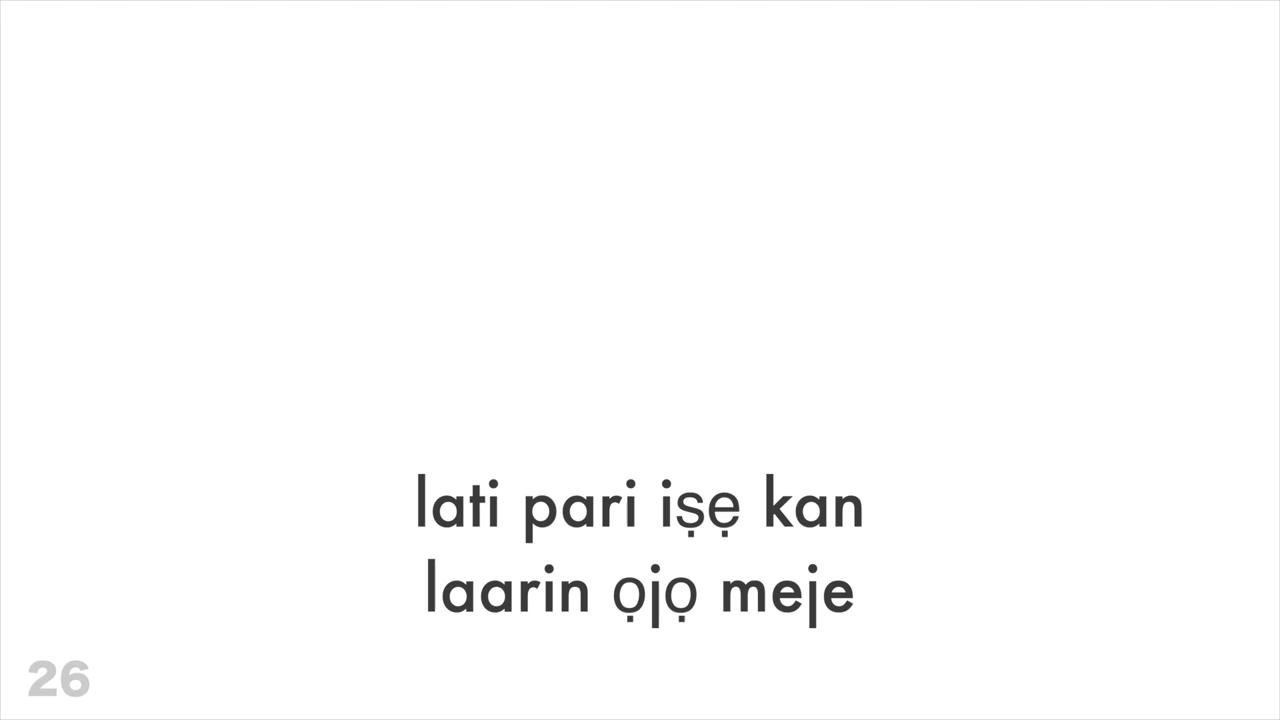 lati pari iṣẹ kan
laarin ọjọ meje
26